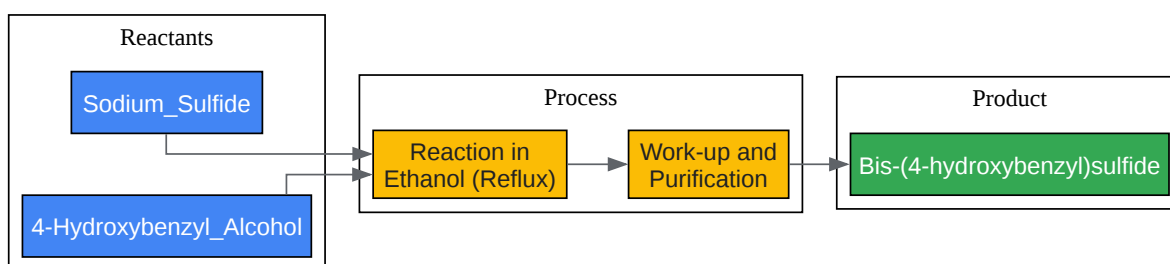 Reactants
Sodium_Sulfide
4-Hydroxybenzyl_Alcohol
Process
Reaction in
Ethanol (Reflux)
Work-up and
Purification
Product
Bis-(4-hydroxybenzyl)sulfide